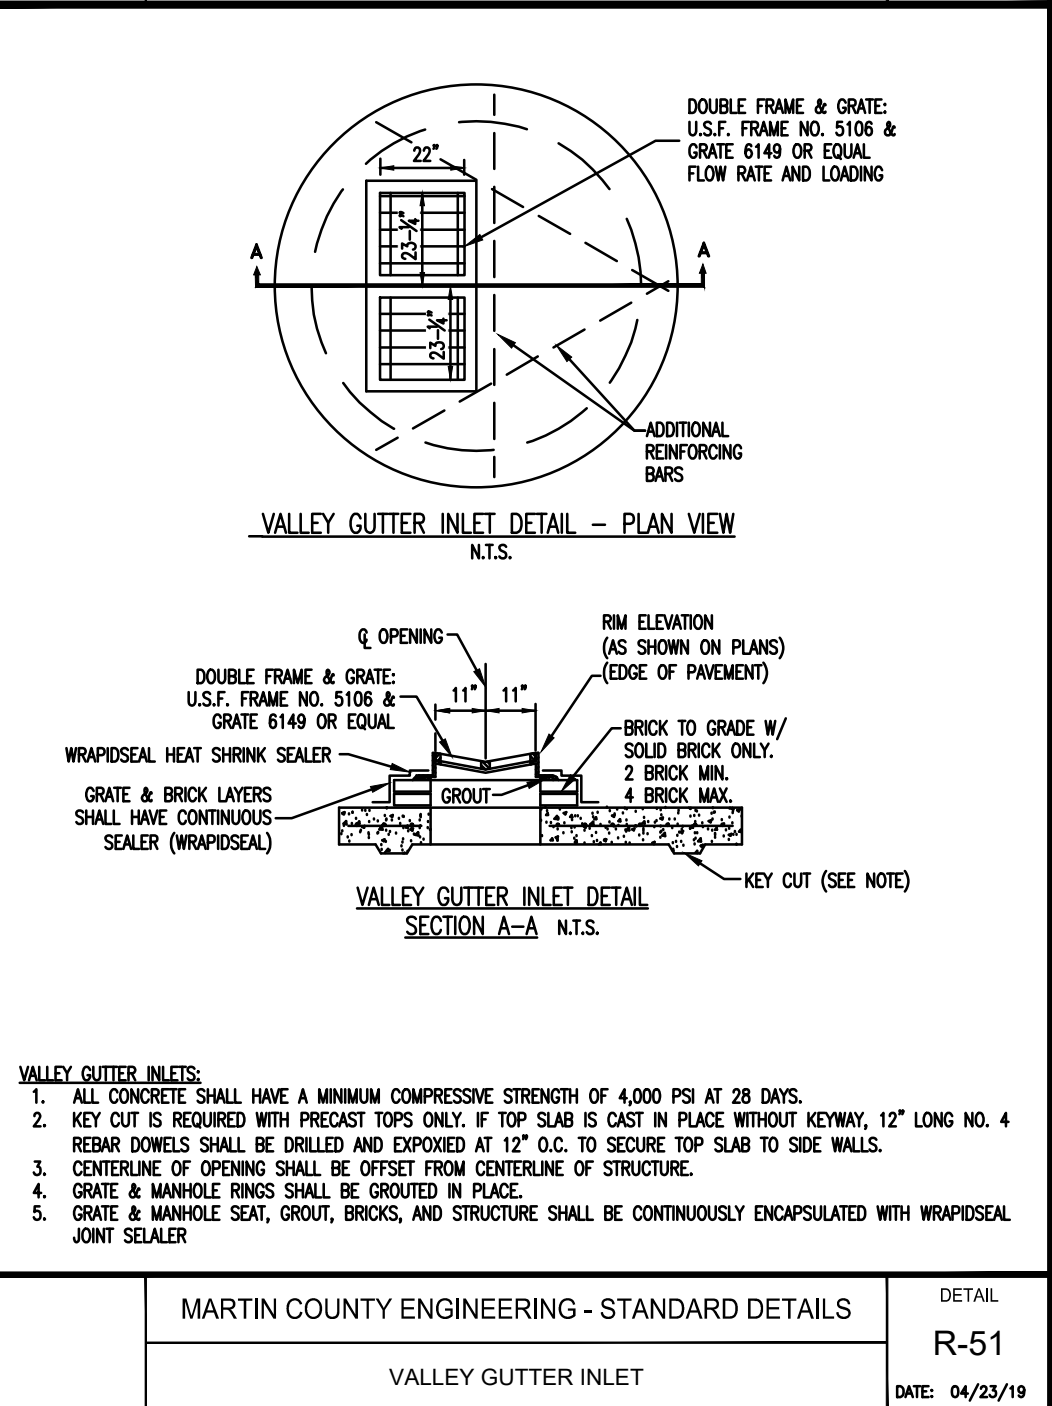 DOUBLE FRAME & GRATE:
U.S.F. FRAME NO. 5106 &
GRATE 6149 OR EQUAL
FLOW RATE AND LOADING
22"
23-¼"
A
A
23-¼"
ADDITIONAL
REINFORCING
BARS
VALLEY GUTTER INLET DETAIL - PLAN VIEW
N.T.S.
℄ OPENING
RIM ELEVATION
(AS SHOWN ON PLANS)
(EDGE OF PAVEMENT)
DOUBLE FRAME & GRATE:
U.S.F. FRAME NO. 5106 &
GRATE 6149 OR EQUAL
11" 11"
WRAPIDSEAL HEAT SHRINK SEALER
BRICK TO GRADE W/
SOLID BRICK ONLY.
2 BRICK MIN.
4 BRICK MAX.
GRATE & BRICK LAYERS
SHALL HAVE CONTINUOUS
SEALER (WRAPIDSEAL)
GROUT
KEY CUT (SEE NOTE)
VALLEY GUTTER INLET DETAIL
SECTION A-A N.T.S.
VALLEY GUTTER INLETS:
1. ALL CONCRETE SHALL HAVE A MINIMUM COMPRESSIVE STRENGTH OF 4,000 PSI AT 28 DAYS.
2. KEY CUT IS REQUIRED WITH PRECAST TOPS ONLY. IF TOP SLAB IS CAST IN PLACE WITHOUT KEYWAY, 12" LONG NO. 4
REBAR DOWELS SHALL BE DRILLED AND EXPOXIED AT 12" O.C. TO SECURE TOP SLAB TO SIDE WALLS.
3. CENTERLINE OF OPENING SHALL BE OFFSET FROM CENTERLINE OF STRUCTURE.
4. GRATE & MANHOLE RINGS SHALL BE GROUTED IN PLACE.
5. GRATE & MANHOLE SEAT, GROUT, BRICKS, AND STRUCTURE SHALL BE CONTINUOUSLY ENCAPSULATED WITH WRAPIDSEAL
JOINT SELALER
MARTIN COUNTY ENGINEERING - STANDARD DETAILS
VALLEY GUTTER INLET
DETAIL
R-51
DATE: 04/23/19